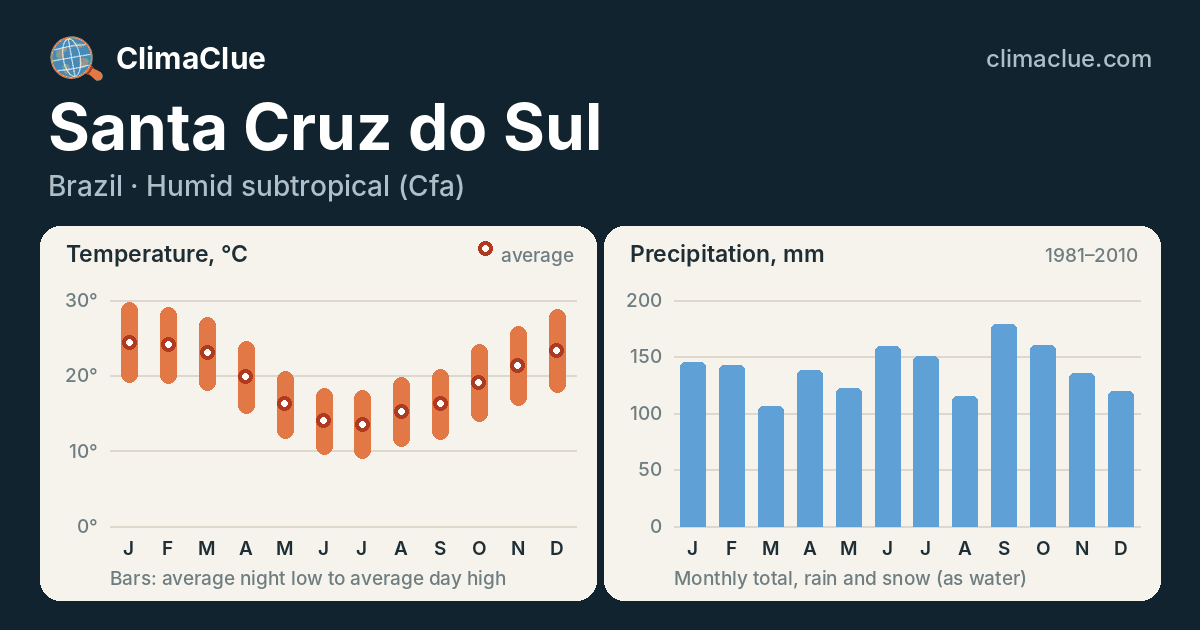 ClimaClue
climaclue.com
Santa Cruz do Sul
Brazil · Humid subtropical (Cfa)
Temperature, °C
average
30°
20°
10°
0°
J F M A M J J A S O N D
Bars: average night low to average day high
Precipitation, mm
1981–2010
200
150
100
50
0
J F M A M J J A S O N D
Monthly total, rain and snow (as water)